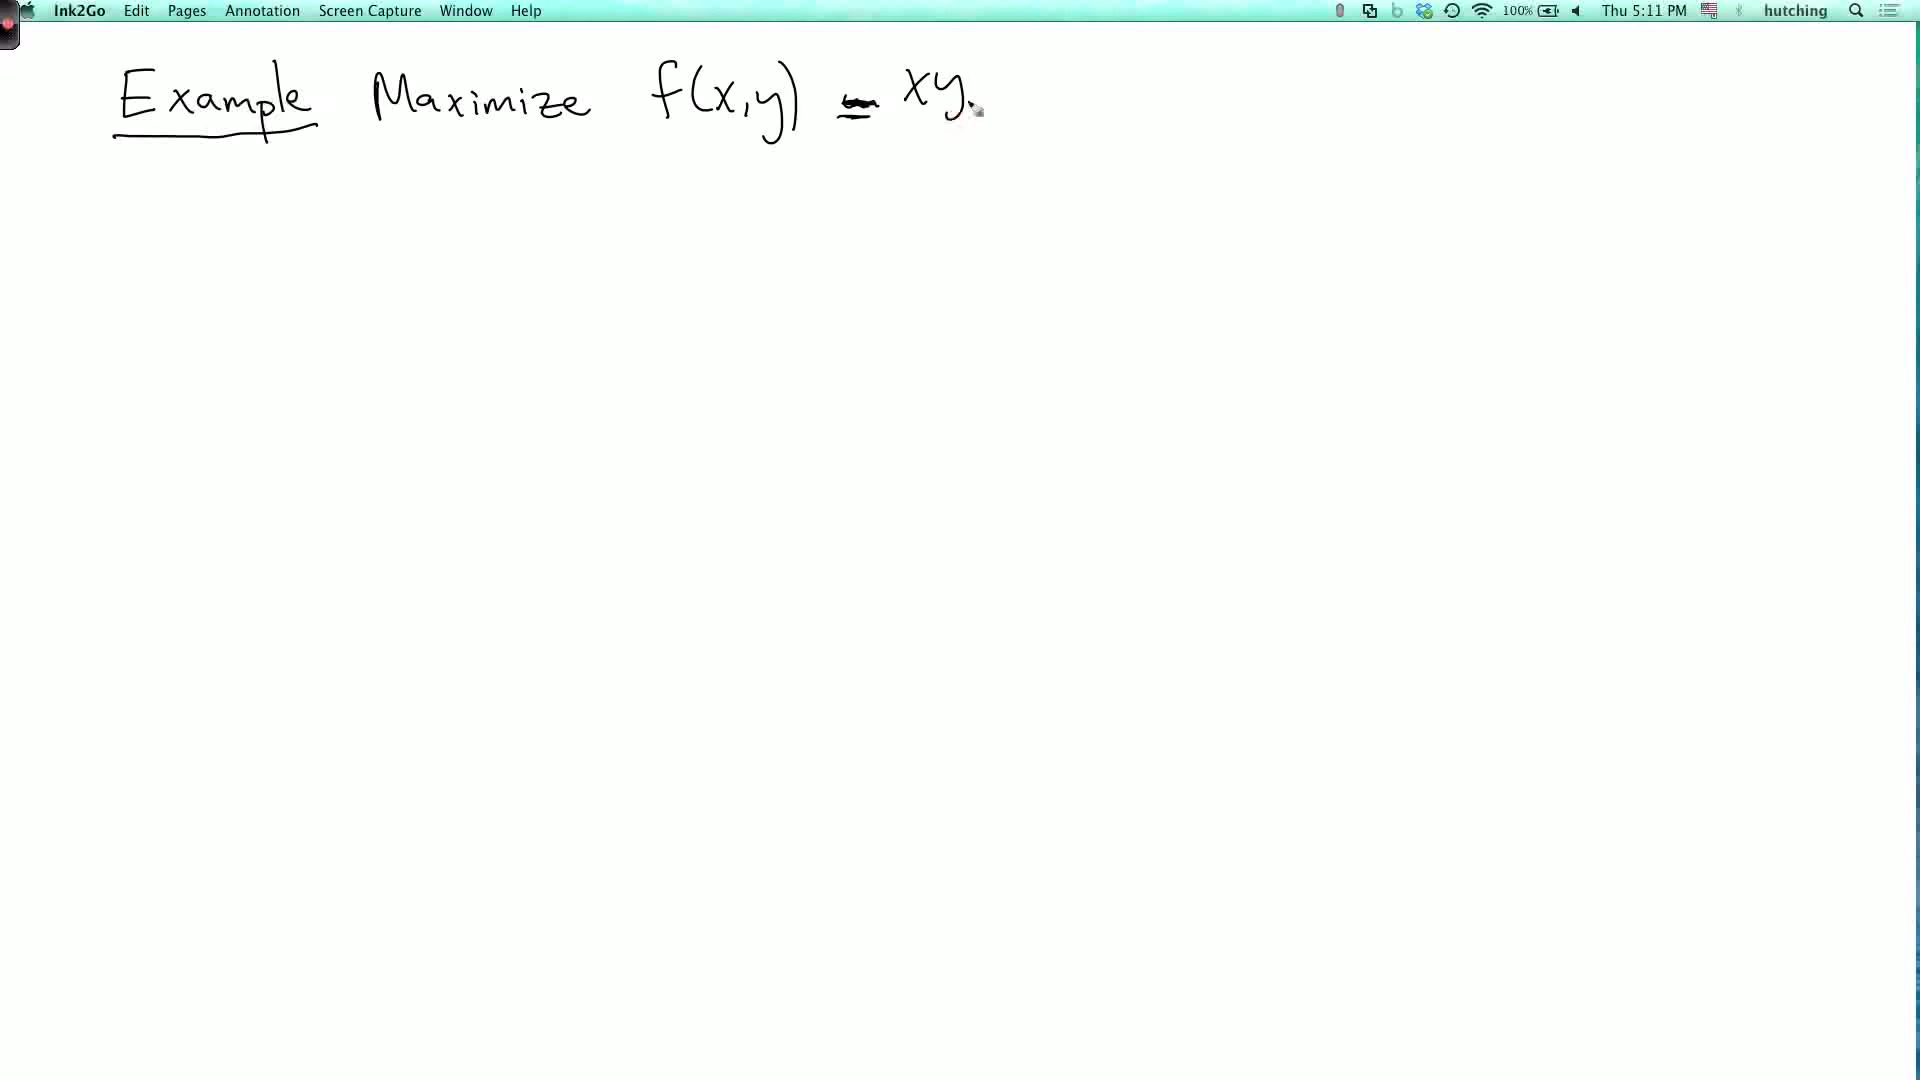 Ink2Go Edit Pages Annotation Screen Capture Window Help 100% Thu 5:11 PM hutching
Example Maximize f(x,y) = xy